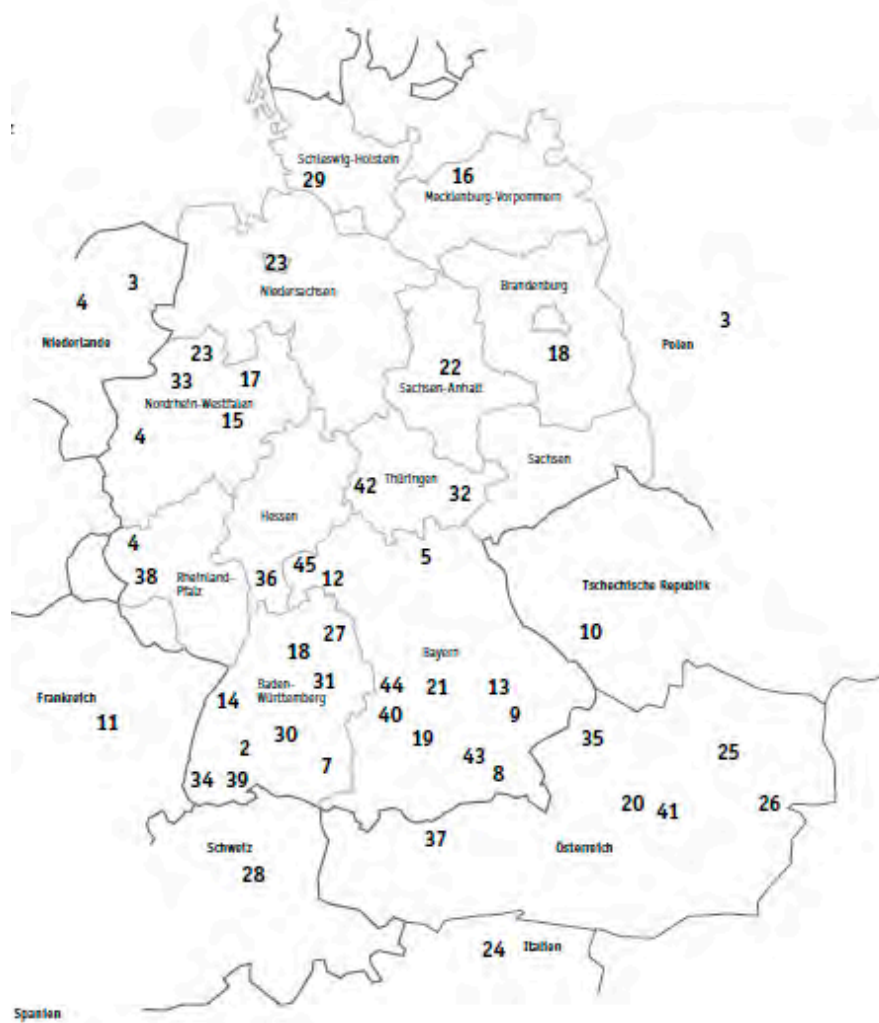 Schleswig-Holstein
29
16
Mecklenburg-Vorpommern
23
Niedersachsen
Brandenburg
3
4
Niederlande
3
Polen
18
23
33
17
22
Sachsen-Anhalt
Nordrhein-Westfalen
15
4
Thüringen
Sachsen
42
32
Hessen
4
38
Rheinland-
Pfalz
36
45
12
5
Tschechische Republik
10
27
18
Bayern
31
Baden-
Württemberg
14
44
21
13
Frankreich
11
40
9
30
19
2
7
43
8
34
39
35
25
20
41
26
37
Schweiz
28
Österreich
24
Italien
Spanien